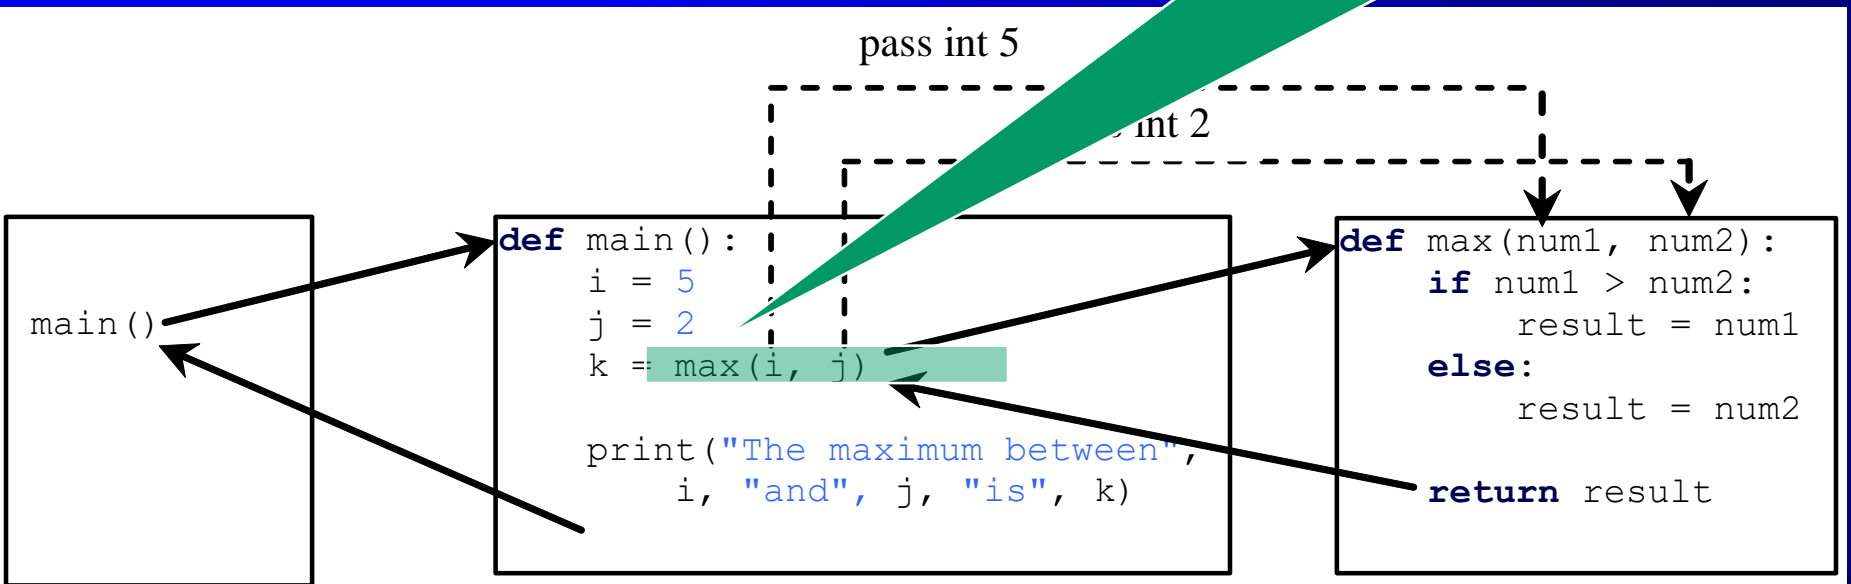 pass int 5
int 2
main()
def main():
    i = 5
    j = 2
    k = max(i, j)
    print("The maximum between",
        i, "and", j, "is", k)
def max(num1, num2):
    if num1 > num2:
        result = num1
    else:
        result = num2
    return result